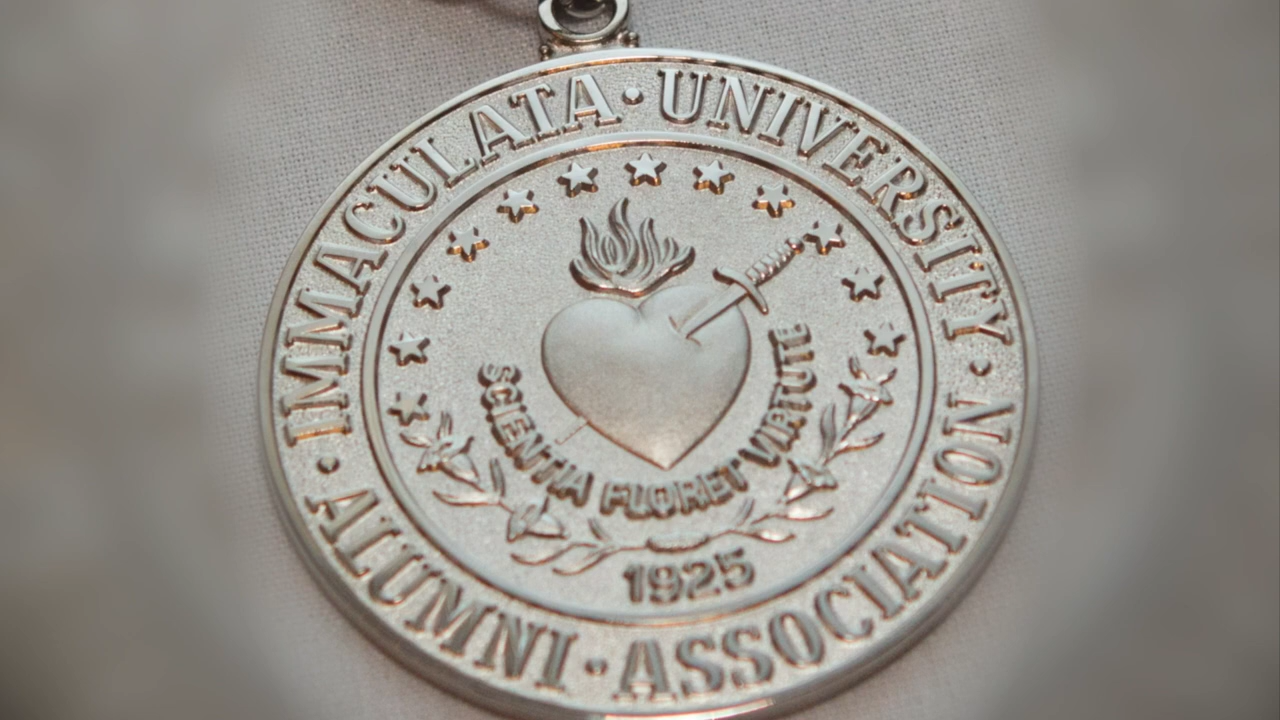 IMMACULATA · UNIVERSITY ·
ALUMNI · ASSOCIATION
SCIENTIA FLORET VIRTUTE
1925